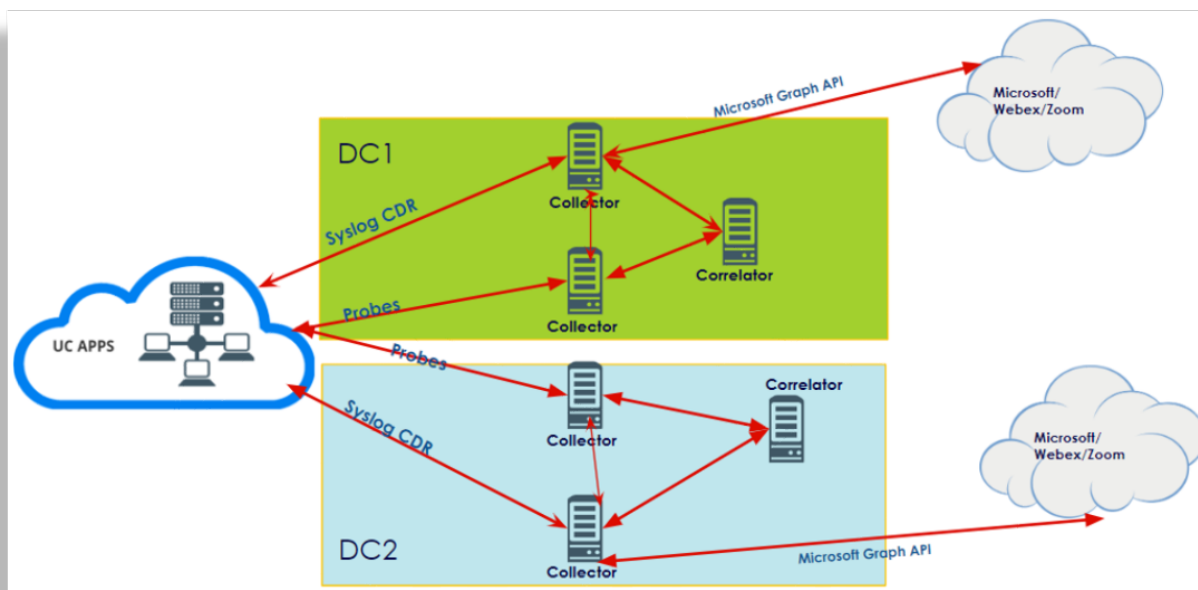 Microsoft Graph API
Microsoft/
Webex/Zoom
DC1
Collector
Syslog CDR
Correlator
Probes
Collector
UC APPS
Probes
Correlator
Syslog CDR
Collector
Microsoft/
Webex/Zoom
DC2
Microsoft Graph API
Collector